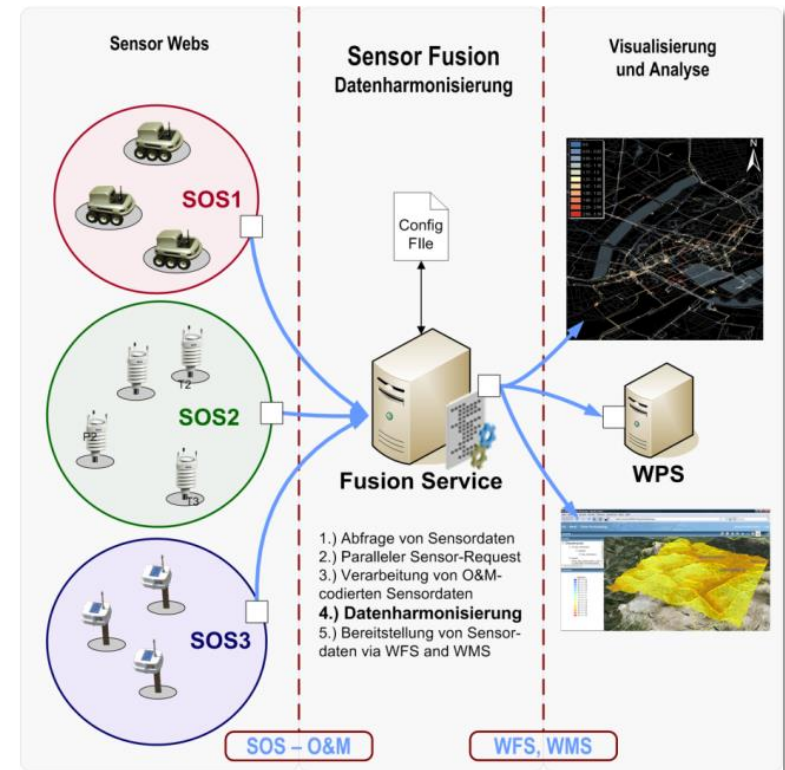 Sensor Webs
SOS1
SOS2
T2
P2
T3
SOS3
Sensor Fusion
Datenharmonisierung
Config
FIle
Fusion Service
1.) Abfrage von Sensordaten
2.) Paralleler Sensor-Request
3.) Verarbeitung von O&M-
codierten Sensordaten
4.) Datenharmonisierung
5.) Bereitstellung von Sensor-
daten via WFS and WMS
Visualisierung
und Analyse
N
WPS
SOS – O&M
WFS, WMS